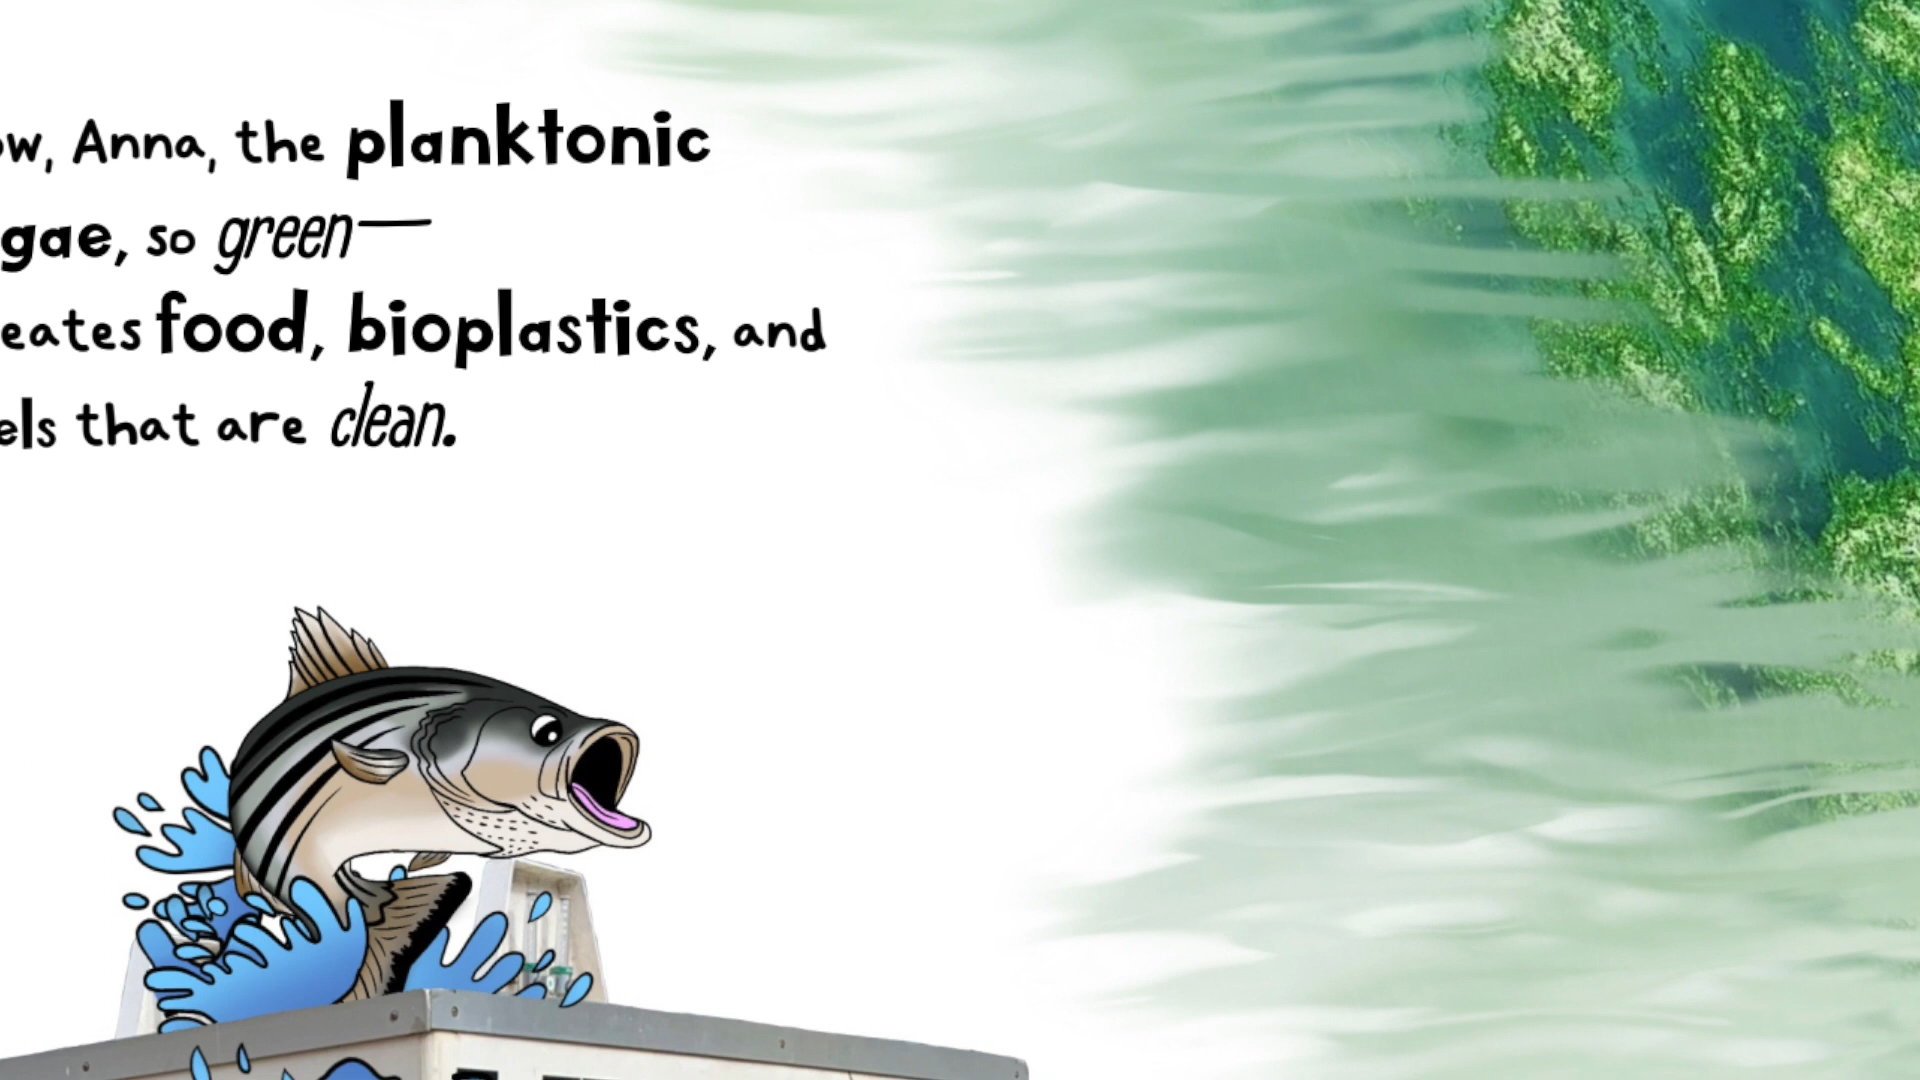 ow, Anna, the planktonic
gae, so green—
eates food, bioplastics, and
els that are clean.